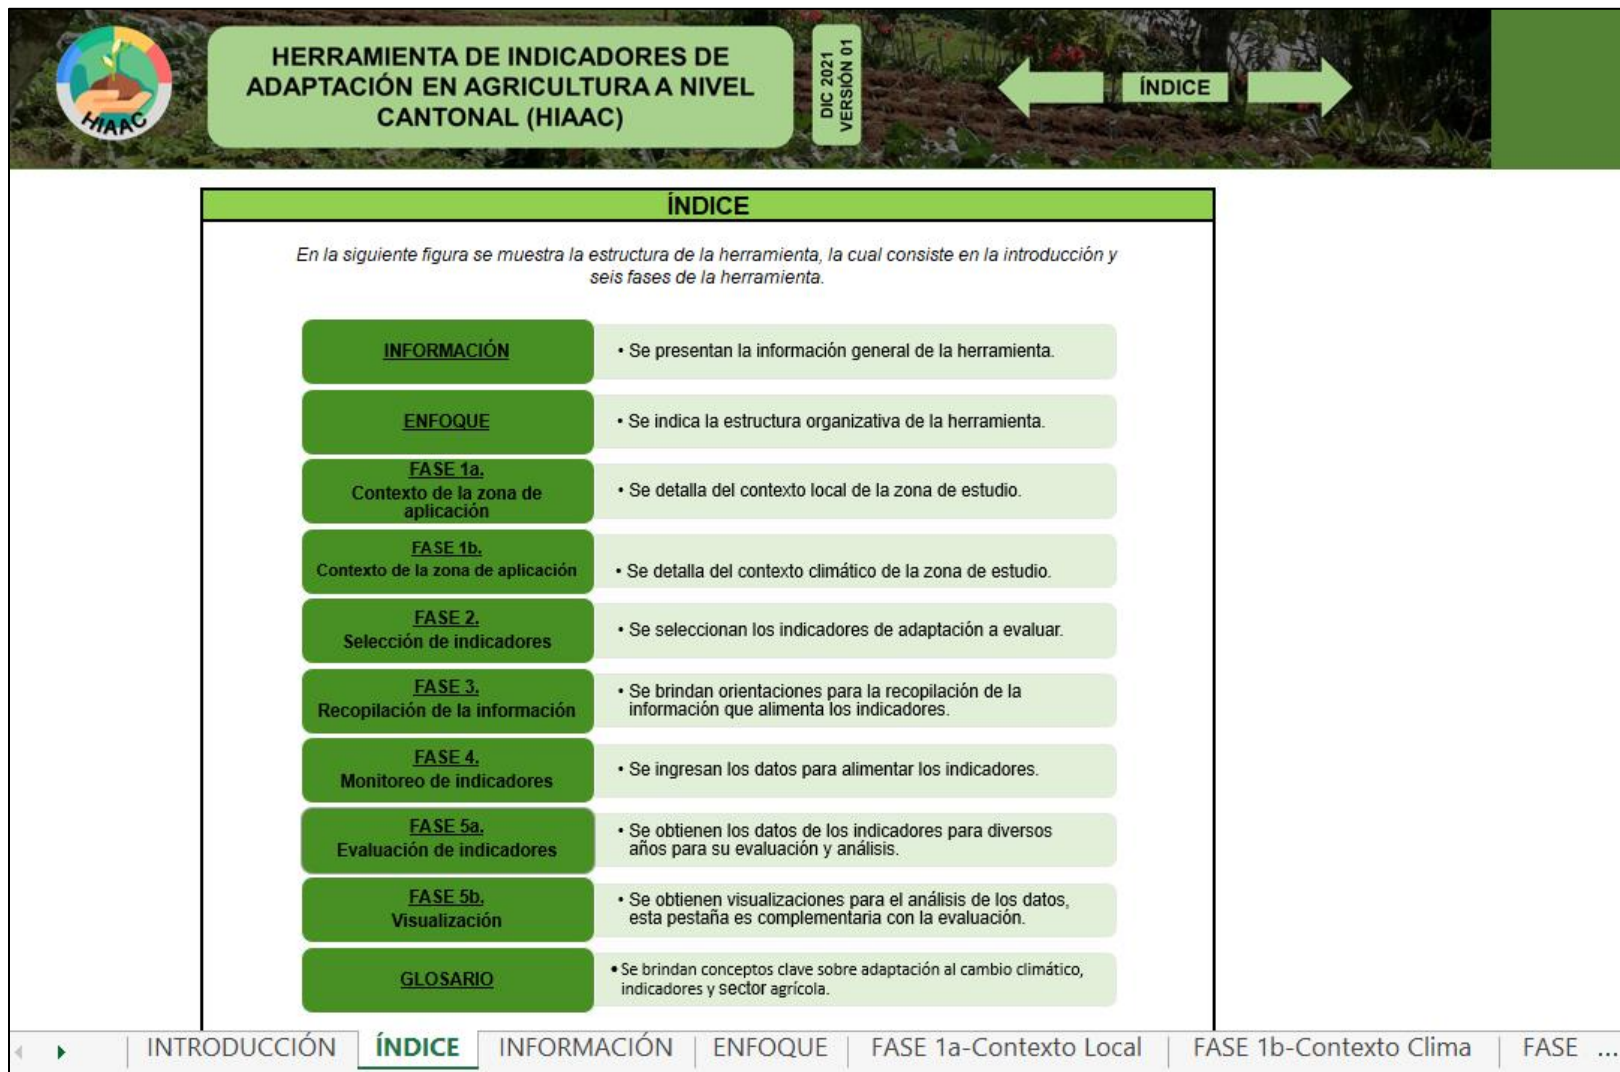 HIAAC
HERRAMIENTA DE INDICADORES DE
ADAPTACIÓN EN AGRICULTURA A NIVEL
CANTONAL (HIAAC)
DIC 2021
VERSIÓN 01
ÍNDICE
ÍNDICE
En la siguiente figura se muestra la estructura de la herramienta, la cual consiste en la introducción y
seis fases de la herramienta.
INFORMACIÓN
• Se presentan la información general de la herramienta.
ENFOQUE
• Se indica la estructura organizativa de la herramienta.
FASE 1a.
Contexto de la zona de
aplicación
• Se detalla del contexto local de la zona de estudio.
FASE 1b.
Contexto de la zona de aplicación
• Se detalla del contexto climático de la zona de estudio.
FASE 2.
Selección de indicadores
• Se seleccionan los indicadores de adaptación a evaluar.
FASE 3.
Recopilación de la información
• Se brindan orientaciones para la recopilación de la
información que alimenta los indicadores.
FASE 4.
Monitoreo de indicadores
• Se ingresan los datos para alimentar los indicadores.
FASE 5a.
Evaluación de indicadores
• Se obtienen los datos de los indicadores para diversos
años para su evaluación y análisis.
FASE 5b.
Visualización
• Se obtienen visualizaciones para el análisis de los datos,
esta pestaña es complementaria con la evaluación.
GLOSARIO
• Se brindan conceptos clave sobre adaptación al cambio climático,
indicadores y sector agrícola.
INTRODUCCIÓN ÍNDICE INFORMACIÓN ENFOQUE FASE 1a-Contexto Local FASE 1b-Contexto Clima FASE ...